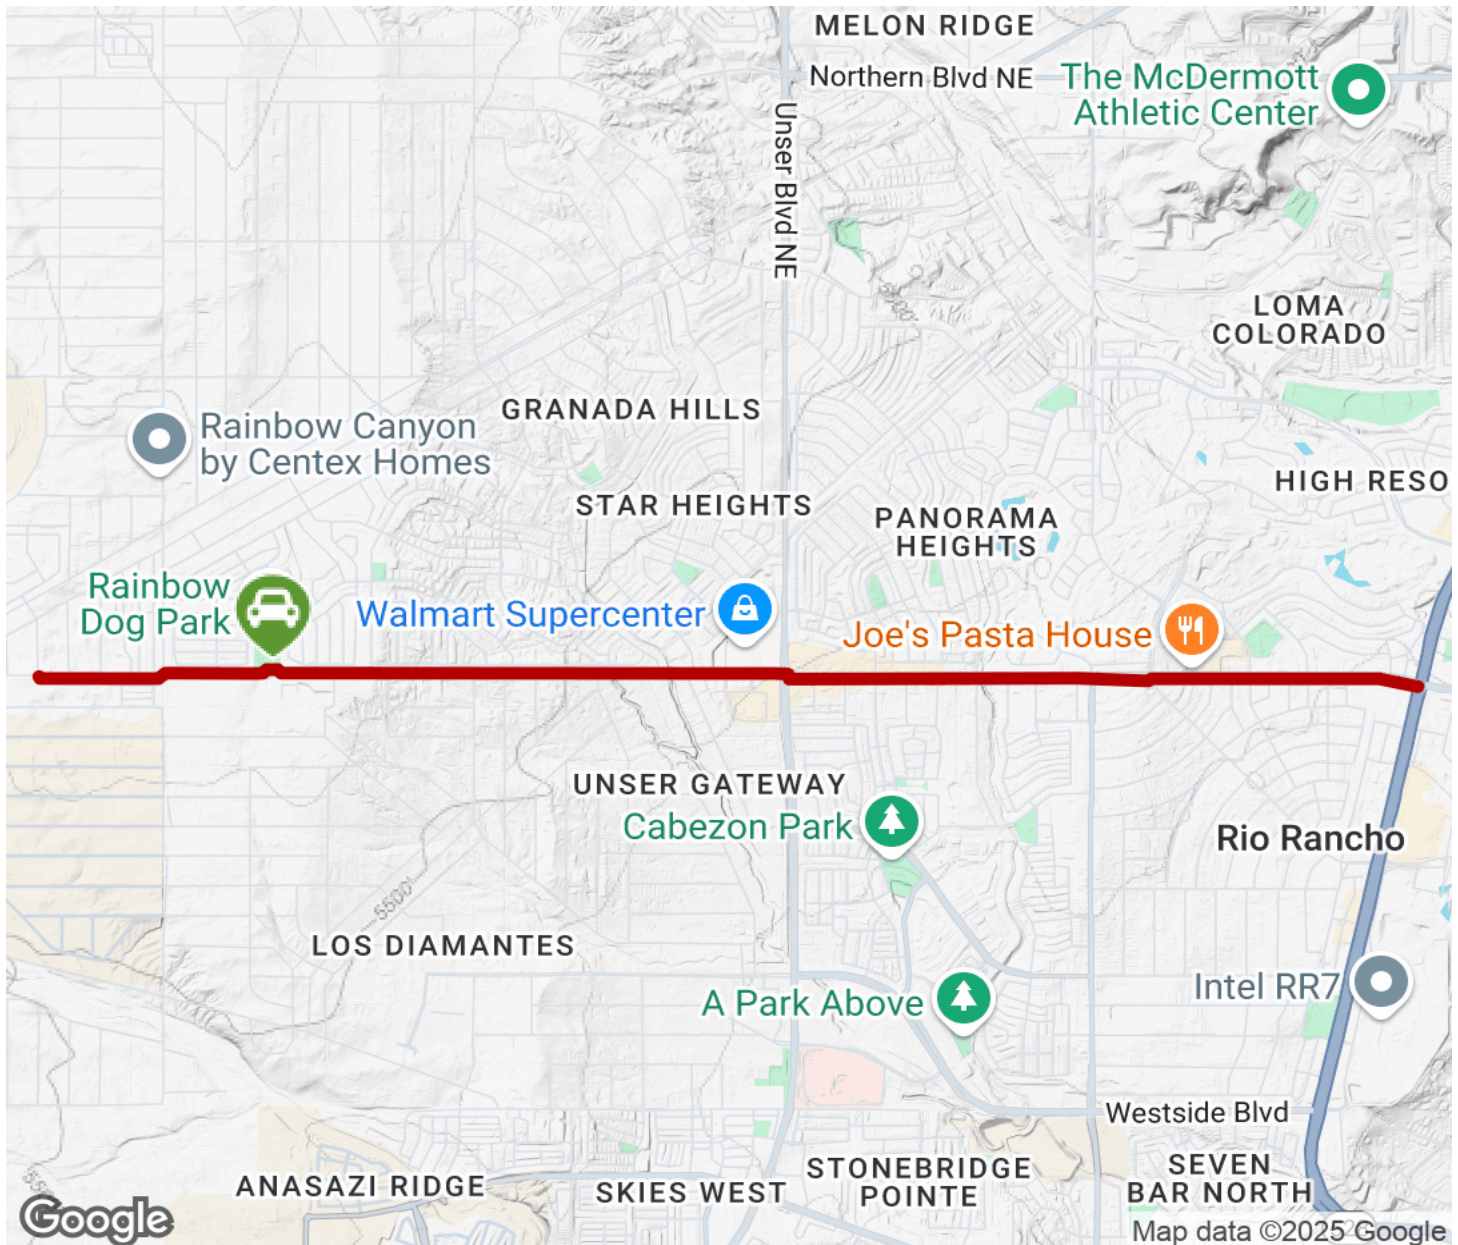 MELON RIDGE
Northern Blvd NE
The McDermott
Athletic Center
Unser Blvd NE
LOMA
COLORADO
GRANADA HILLS
Rainbow Canyon
by Centex Homes
HIGH RESO
STAR HEIGHTS
PANORAMA
HEIGHTS
Rainbow
Dog Park
Walmart Supercenter
Joe's Pasta House
UNSER GATEWAY
Cabezon Park
Rio Rancho
5500'
LOS DIAMANTES
Intel RR7
A Park Above
Westside Blvd
STONEBRIDGE
POINTE
SEVEN
BAR NORTH
ANASAZI RIDGE
SKIES WEST
Google
Map data ©2025 Google